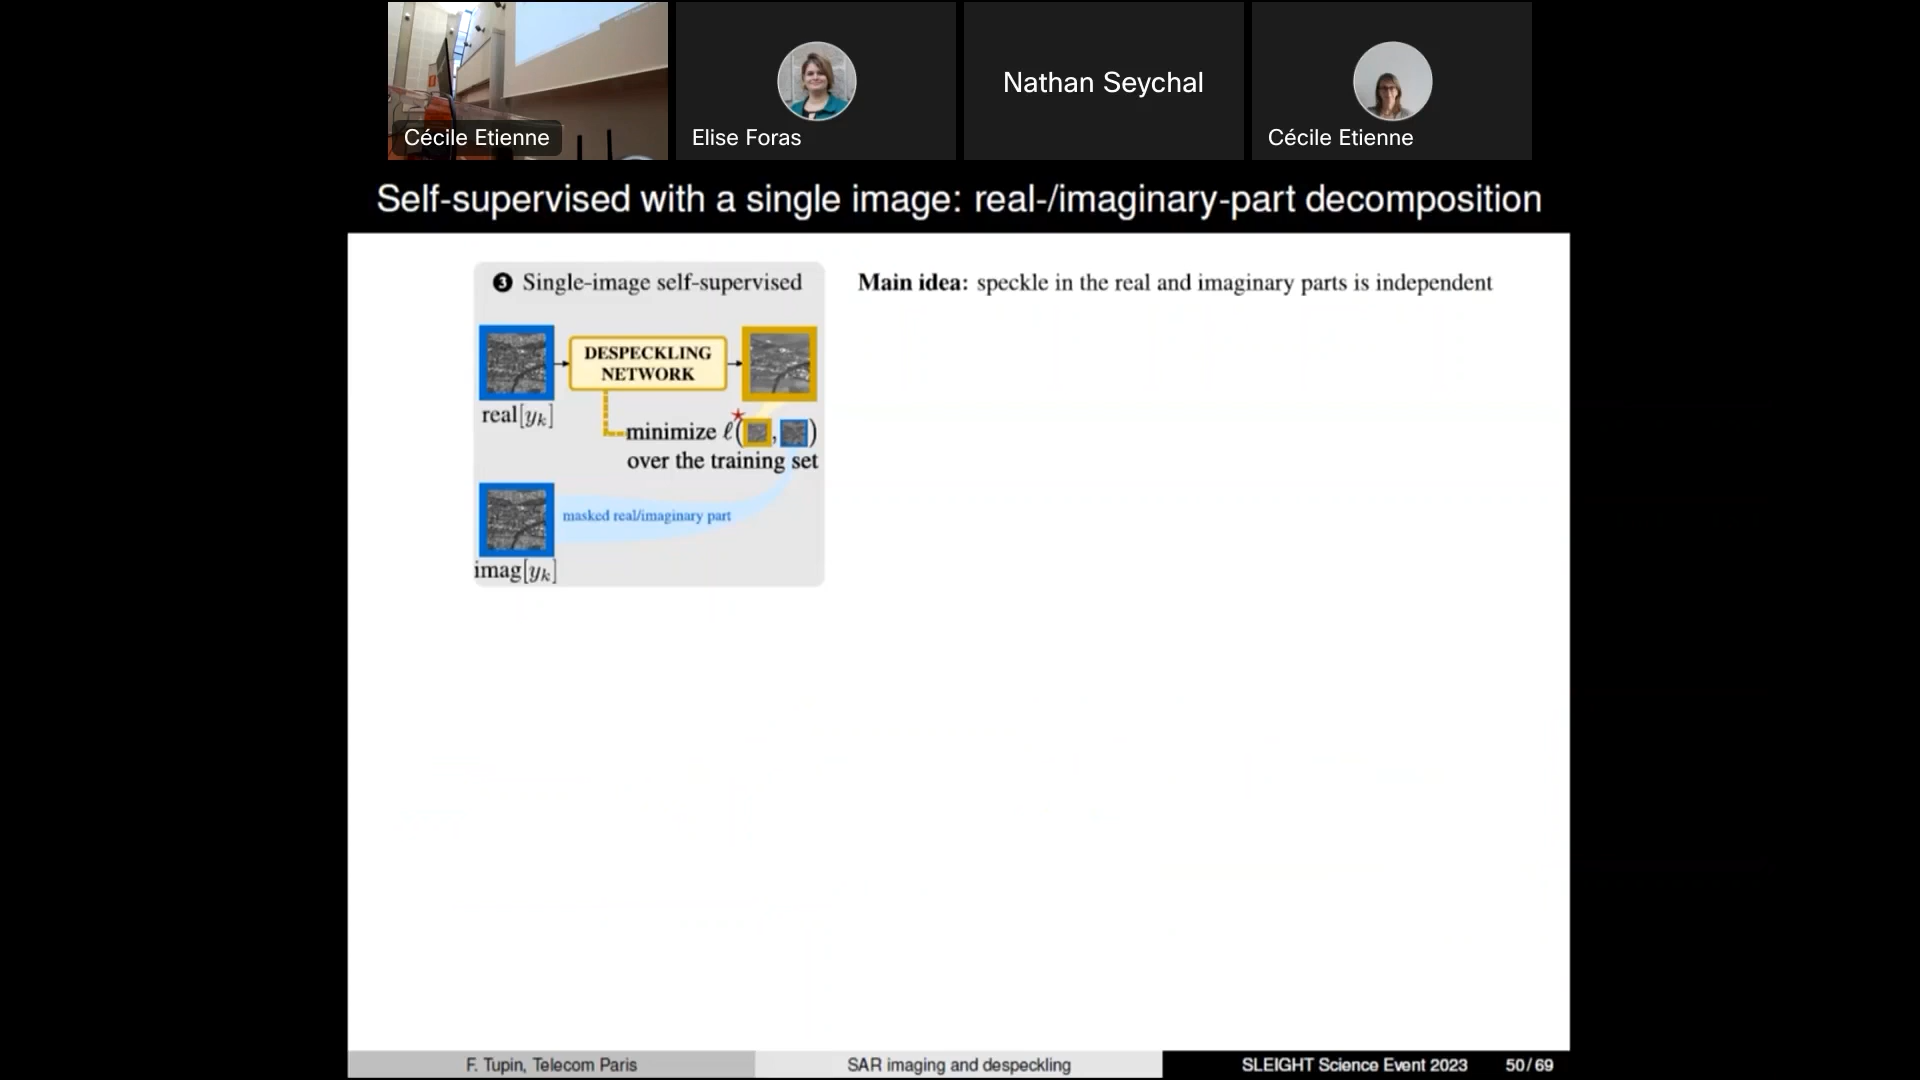 Cécile Etienne
Elise Foras
Nathan Seychal
Cécile Etienne
Self-supervised with a single image: real-/imaginary-part decomposition
❸ Single-image self-supervised
DESPECKLING
NETWORK
real[yₖ]
minimize ℓ( , )
over the training set
masked real/imaginary part
imag[yₖ]
Main idea: speckle in the real and imaginary parts is independent
F. Tupin, Telecom Paris
SAR imaging and despeckling
SLEIGHT Science Event 2023
50/69